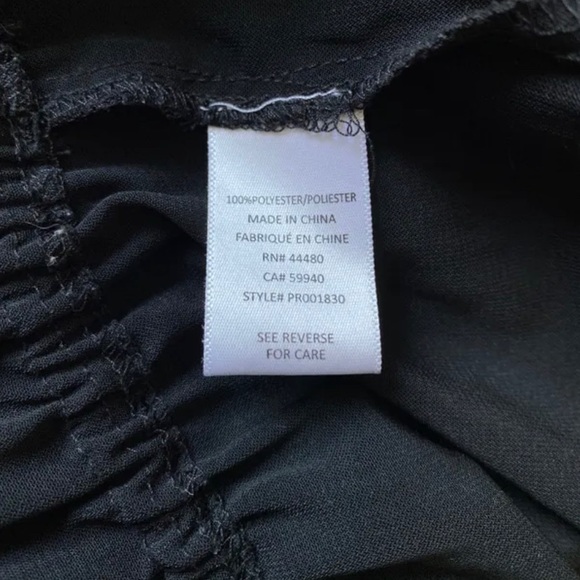 100%POLYESTER/POLIESTER
MADE IN CHINA
FABRIQUÉ EN CHINE
RN# 44480
CA# 59940
STYLE# PR001830
SEE REVERSE
FOR CARE